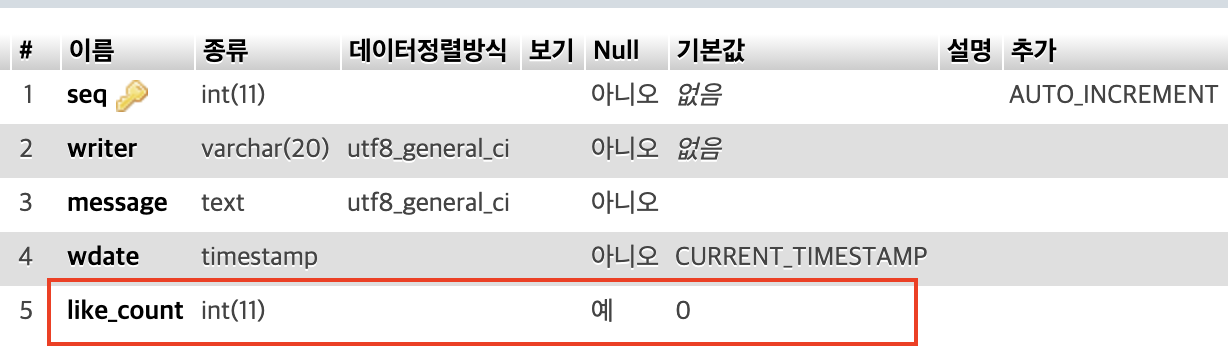 # 이름 종류 데이터정렬방식 보기 Null 기본값 설명 추가
1 seq int(11) 아니오 없음 AUTO_INCREMENT
2 writer varchar(20) utf8_general_ci 아니오 없음
3 message text utf8_general_ci 아니오
4 wdate timestamp 아니오 CURRENT_TIMESTAMP
5 like_count int(11) 예 0